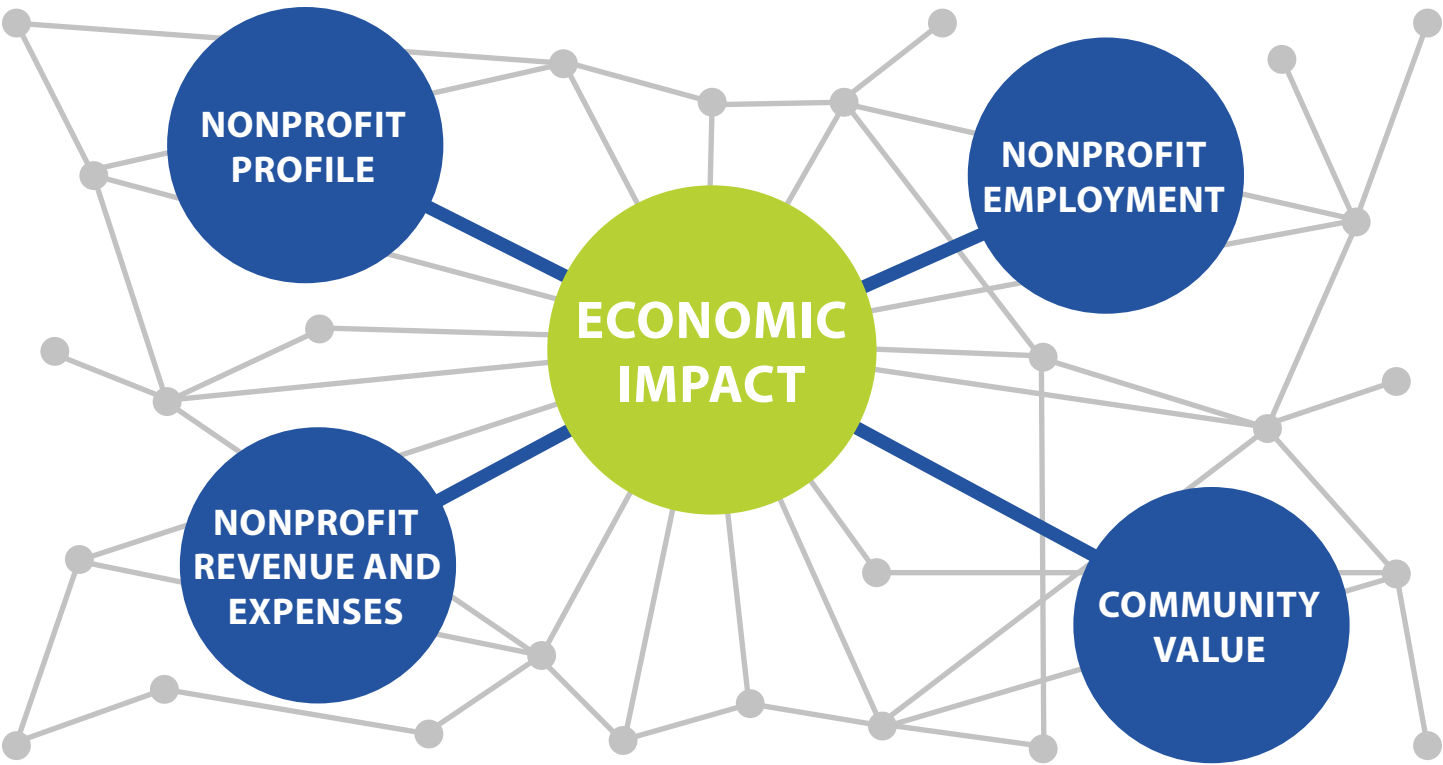 NONPROFIT
PROFILE
NONPROFIT
EMPLOYMENT
ECONOMIC
IMPACT
NONPROFIT
REVENUE AND
EXPENSES
COMMUNITY
VALUE